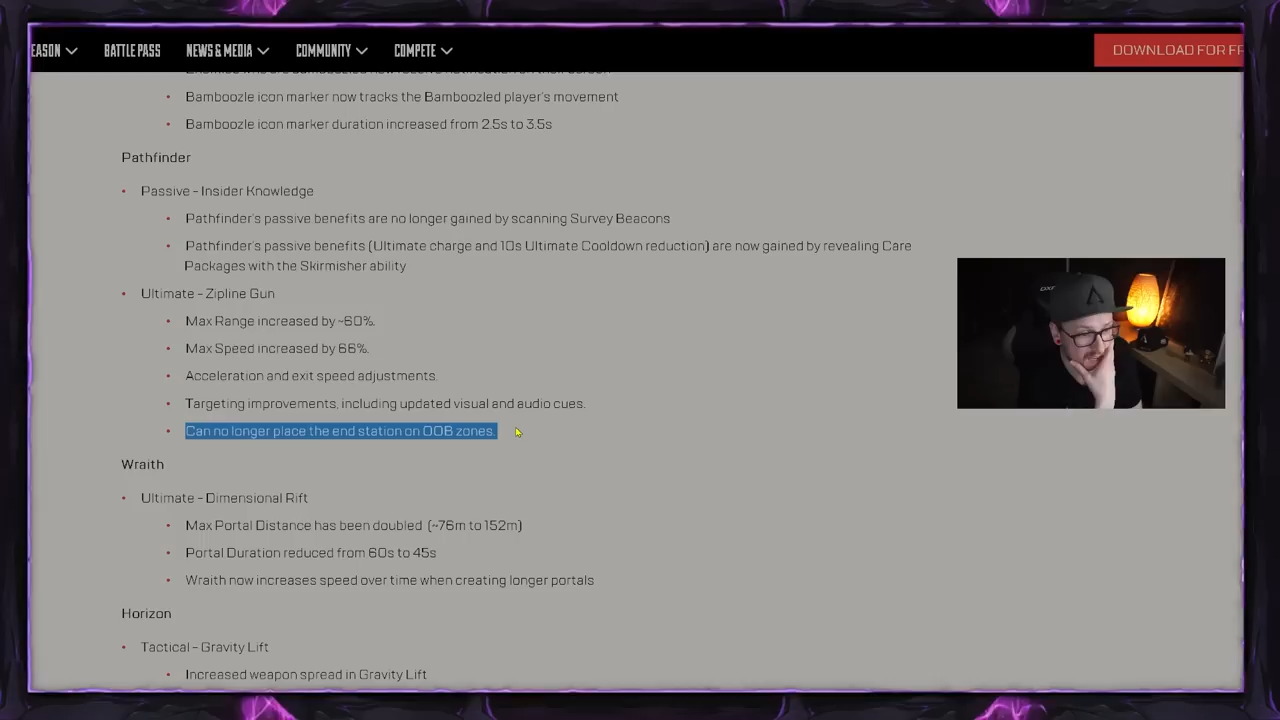 EASON
BATTLE PASS
NEWS & MEDIA
COMMUNITY
COMPETE
DOWNLOAD FOR FR
• Bamboozle icon marker now tracks the Bamboozled player's movement
• Bamboozle icon marker duration increased from 2.5s to 3.5s
Pathfinder
• Passive – Insider Knowledge
• Pathfinder's passive benefits are no longer gained by scanning Survey Beacons
• Pathfinder's passive benefits (Ultimate charge and 10s Ultimate Cooldown reduction) are now gained by revealing Care
Packages with the Skirmisher ability
• Ultimate – Zipline Gun
• Max Range increased by ~60%.
• Max Speed increased by 66%.
• Acceleration and exit speed adjustments.
• Targeting improvements, including updated visual and audio cues.
• Can no longer place the end station on OOB zones.
Wraith
• Ultimate – Dimensional Rift
• Max Portal Distance has been doubled (~76m to 152m)
• Portal Duration reduced from 60s to 45s
• Wraith now increases speed over time when creating longer portals
Horizon
• Tactical – Gravity Lift
• Increased weapon spread in Gravity Lift